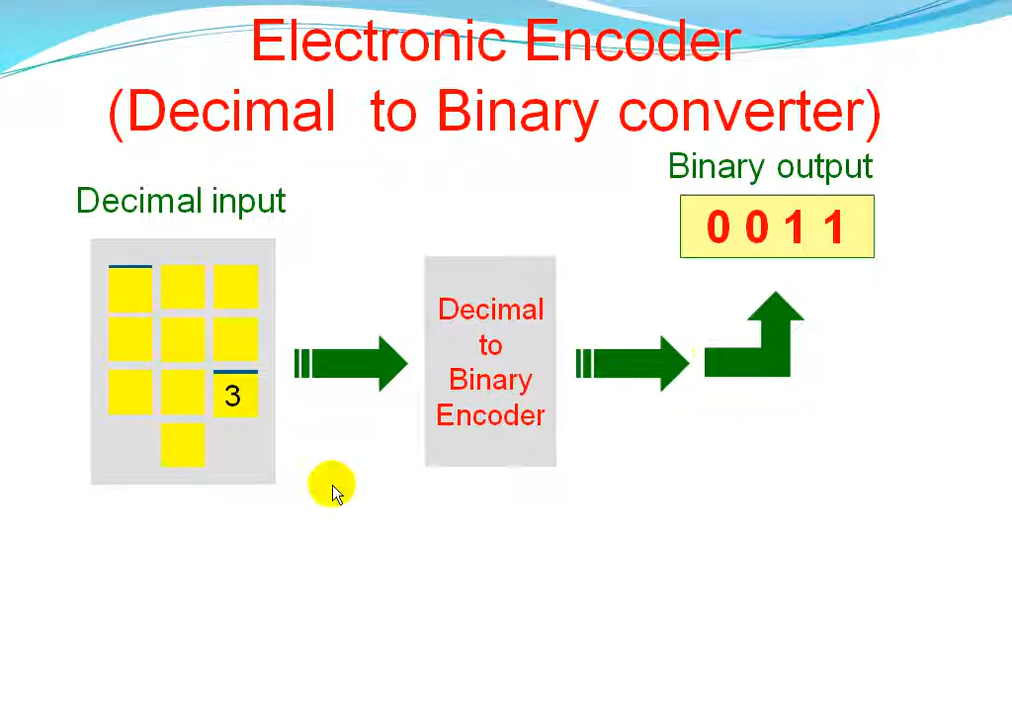 Electronic Encoder
(Decimal to Binary converter)
Binary output
Decimal input
0 0 1 1
Decimal
to
Binary
Encoder
3